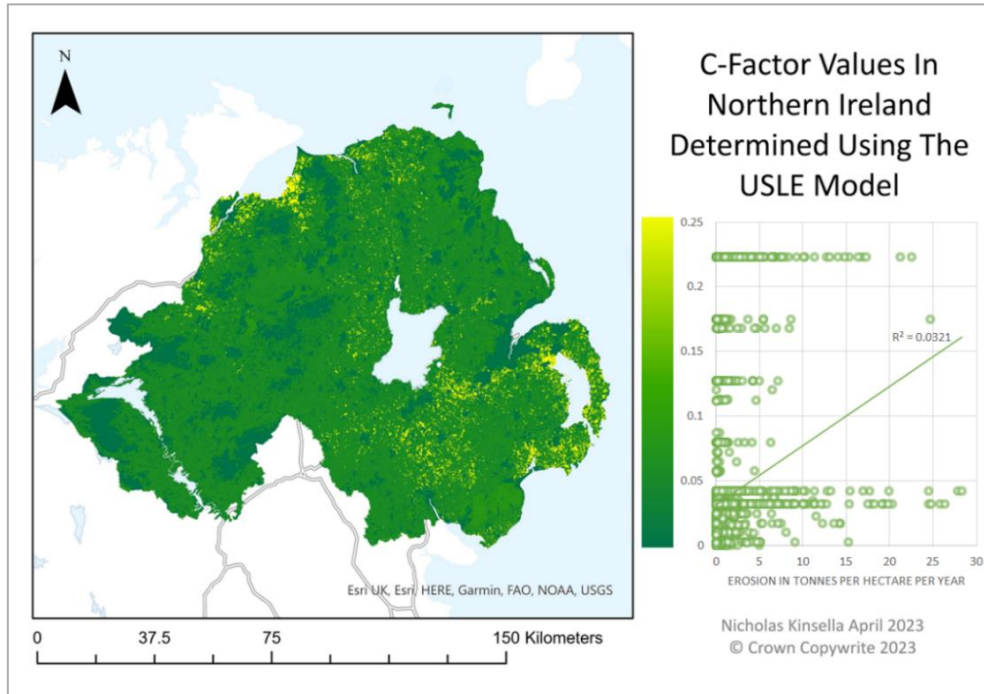 N
Esri UK, Esri, HERE, Garmin, FAO, NOAA, USGS
0 37.5 75 150 Kilometers
C-Factor Values In
Northern Ireland
Determined Using The
USLE Model
0.25
0.2
0.15
0.1
0.05
0
R² = 0.0321
0 5 10 15 20 25 30
EROSION IN TONNES PER HECTARE PER YEAR
Nicholas Kinsella April 2023
© Crown Copywrite 2023